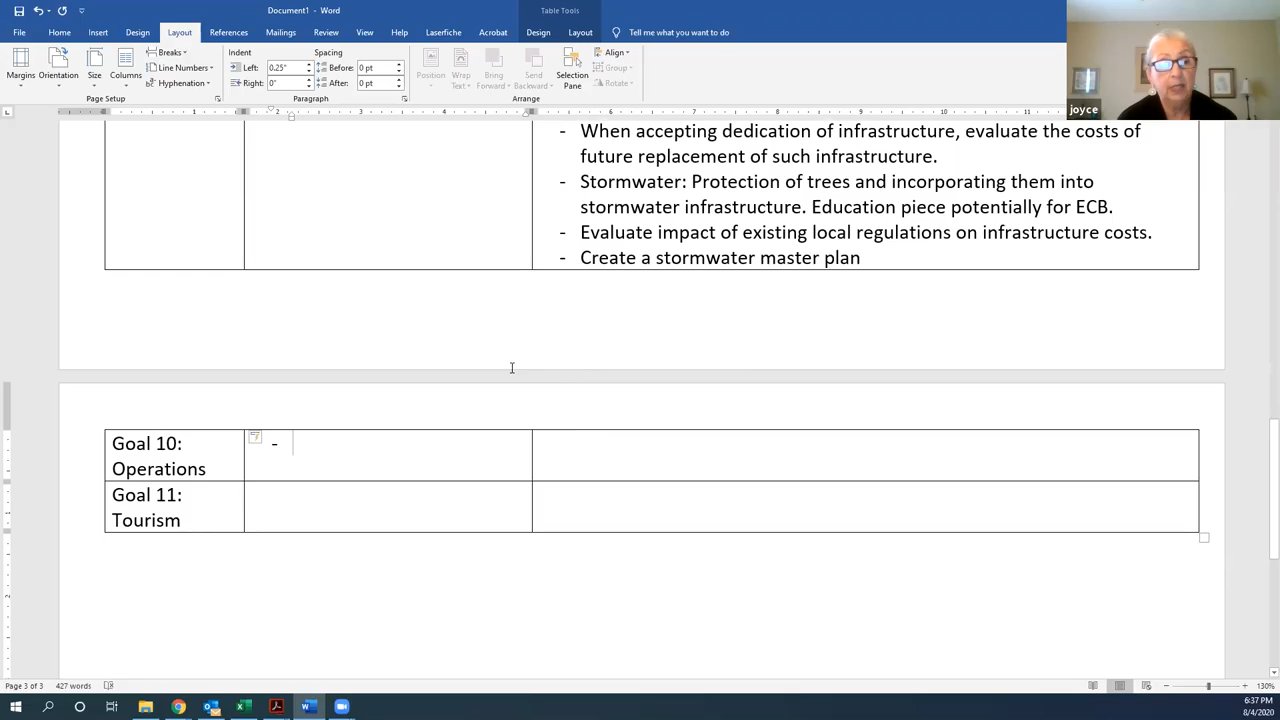 Document1 - Word
Table Tools
File Home Insert Design Layout References Mailings Review View Help Laserfiche Acrobat Design Layout Tell me what you want to do
Margins Orientation Size Columns
Breaks
Line Numbers
Hyphenation
Page Setup
Indent
Left: 0.25"
Right: 0"
Spacing
Before: 0 pt
After: 0 pt
Paragraph
Position Wrap Text Bring Forward Send Backward Selection Pane
Align
Group
Rotate
Arrange
joyce
- When accepting dedication of infrastructure, evaluate the costs of
future replacement of such infrastructure.
- Stormwater: Protection of trees and incorporating them into
stormwater infrastructure. Education piece potentially for ECB.
- Evaluate impact of existing local regulations on infrastructure costs.
- Create a stormwater master plan
Goal 10: -
Operations
Goal 11:
Tourism
Page 3 of 3 427 words 130%
6:37 PM
8/4/2020